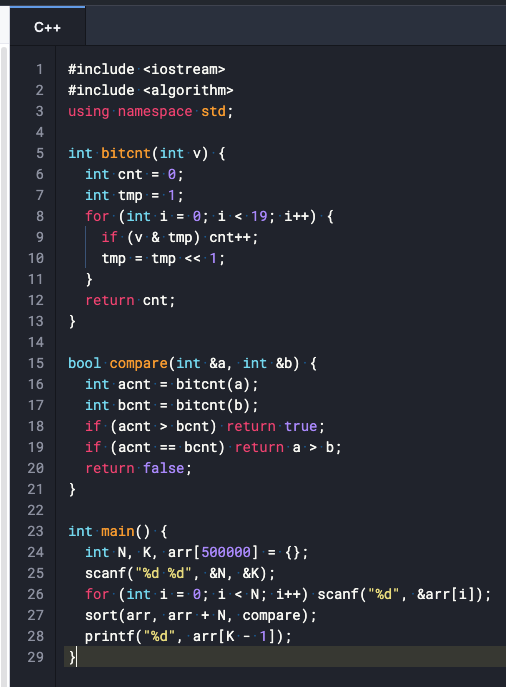 C++
1 #include <iostream>
2 #include <algorithm>
3 using namespace std;
4
5 int bitcnt(int v) {
6   int cnt = 0;
7   int tmp = 1;
8   for (int i = 0; i < 19; i++) {
9     if (v & tmp) cnt++;
10     tmp = tmp << 1;
11   }
12   return cnt;
13 }
14
15 bool compare(int &a, int &b) {
16   int acnt = bitcnt(a);
17   int bcnt = bitcnt(b);
18   if (acnt > bcnt) return true;
19   if (acnt == bcnt) return a > b;
20   return false;
21 }
22
23 int main() {
24   int N, K, arr[500000] = {};
25   scanf("%d %d", &N, &K);
26   for (int i = 0; i < N; i++) scanf("%d", &arr[i]);
27   sort(arr, arr + N, compare);
28   printf("%d", arr[K - 1]);
29 }